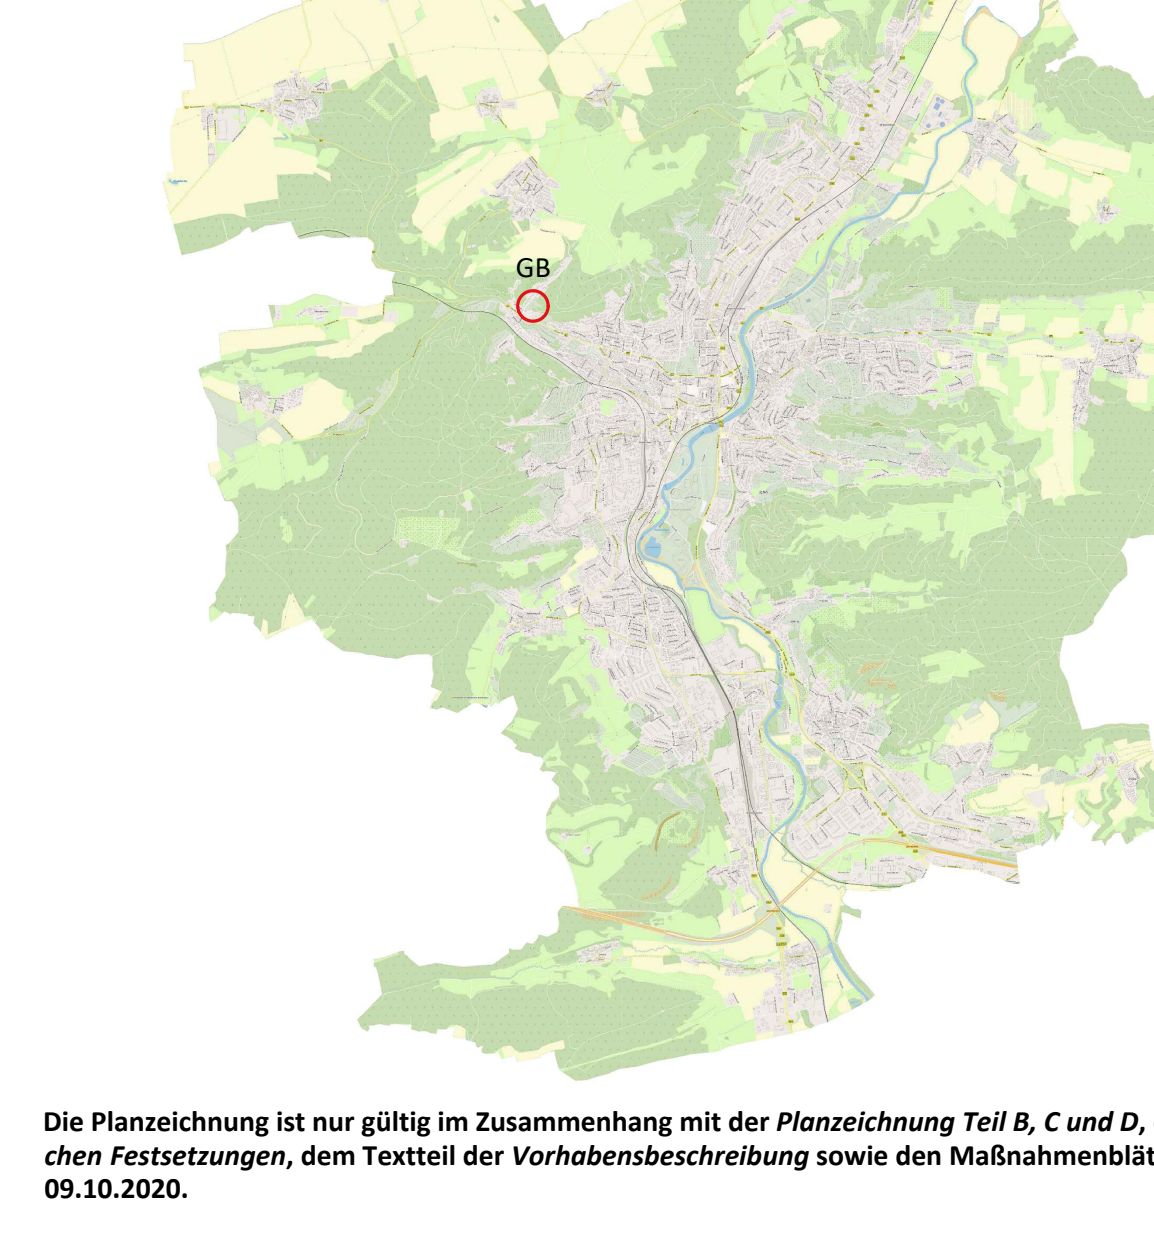 GB
Die Planzeichnung ist nur gültig im Zusammenhang mit der Planzeichnung Teil B, C und D,
chen Festsetzungen, dem Textteil der Vorhabensbeschreibung sowie den Maßnahmenblät
09.10.2020.